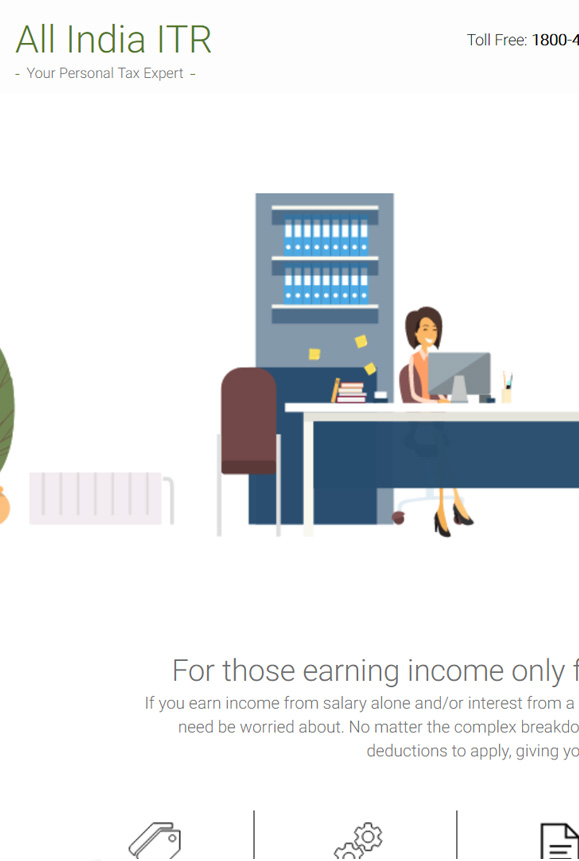 All India ITR
Toll Free: 1800-4
- Your Personal Tax Expert -
For those earning income only f
If you earn income from salary alone and/or interest from a
need be worried about. No matter the complex breakdo
deductions to apply, giving yo